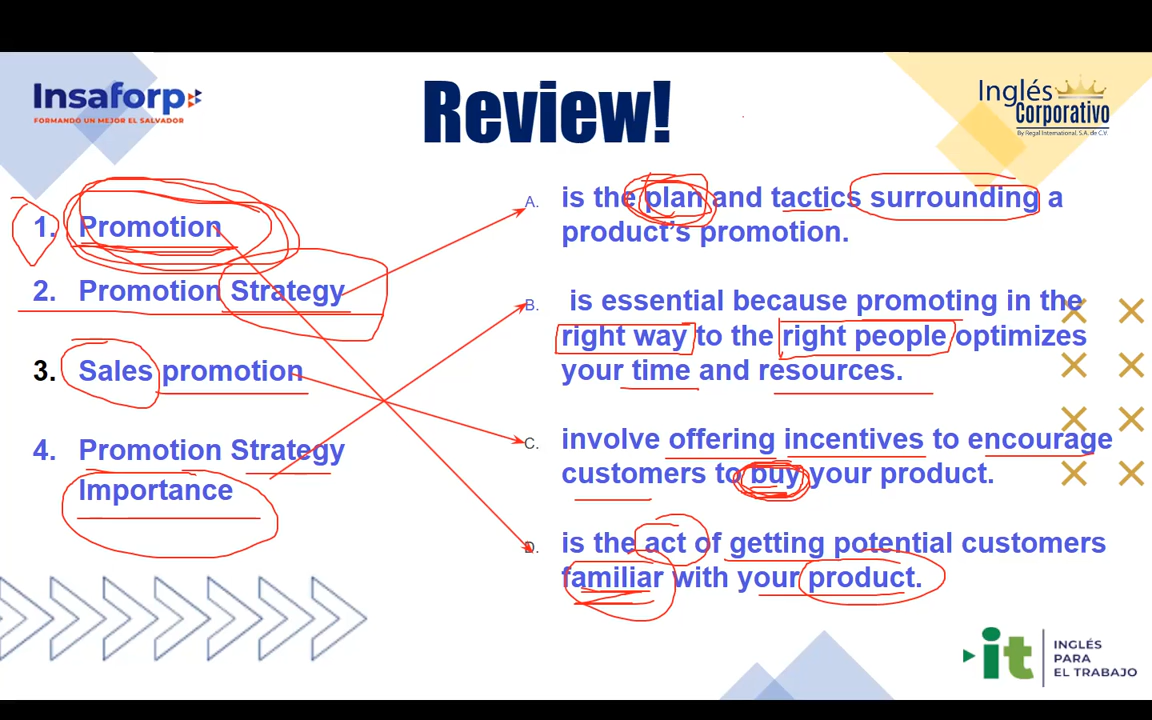 Insaforp
FORMANDO UN MEJOR EL SALVADOR
Review!
Inglés
Corporativo
By Regal International, S.A. de C.V.
1. Promotion
2. Promotion Strategy
3. Sales promotion
4. Promotion Strategy
Importance
A. is the plan and tactics surrounding a
product's promotion.
B. is essential because promoting in the
right way to the right people optimizes
your time and resources.
C. involve offering incentives to encourage
customers to buy your product.
D. is the act of getting potential customers
familiar with your product.
it
INGLÉS
PARA
EL TRABAJO